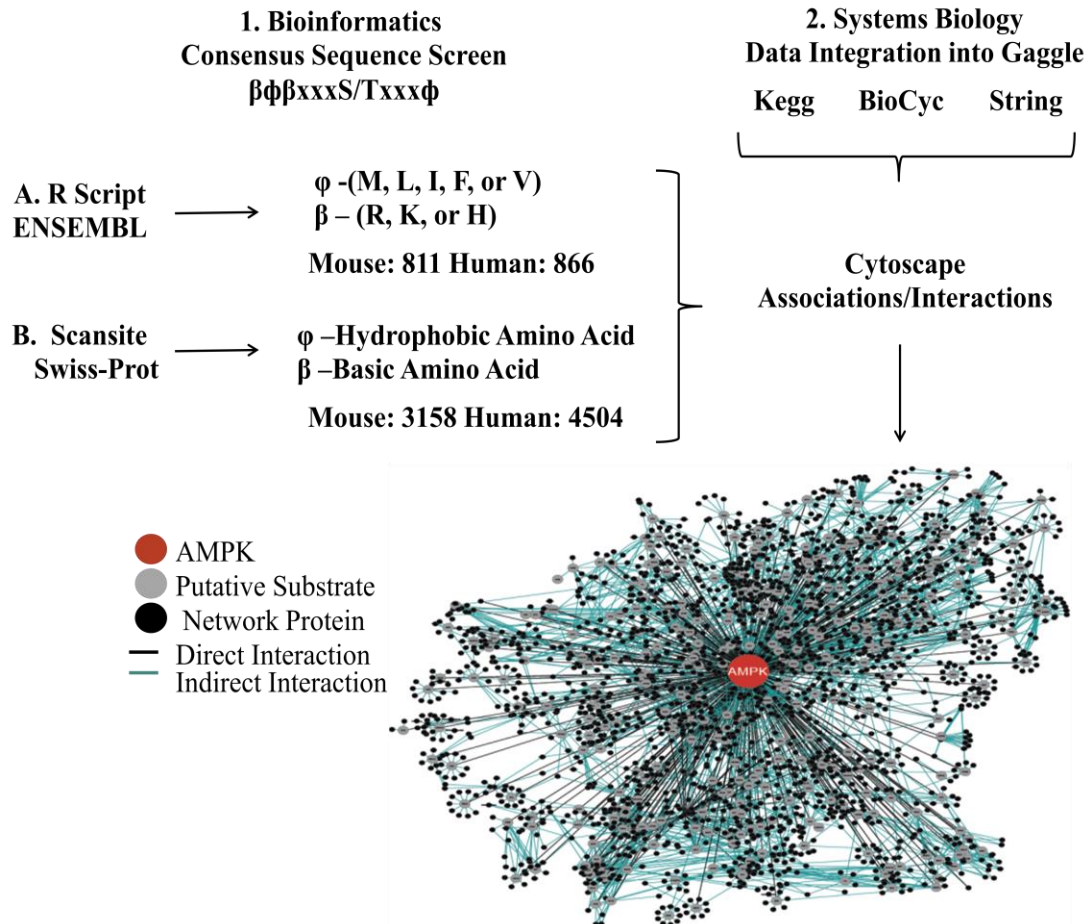 1. Bioinformatics
Consensus Sequence Screen
βϕβxxxS/Txxxϕ
2. Systems Biology
Data Integration into Gaggle
Kegg BioCyc String
A. R Script
ENSEMBL
φ -(M, L, I, F, or V)
β – (R, K, or H)
Mouse: 811 Human: 866
B. Scansite
Swiss-Prot
φ –Hydrophobic Amino Acid
β –Basic Amino Acid
Mouse: 3158 Human: 4504
Cytoscape
Associations/Interactions
AMPK
Putative Substrate
Network Protein
Direct Interaction
Indirect Interaction
AMPK